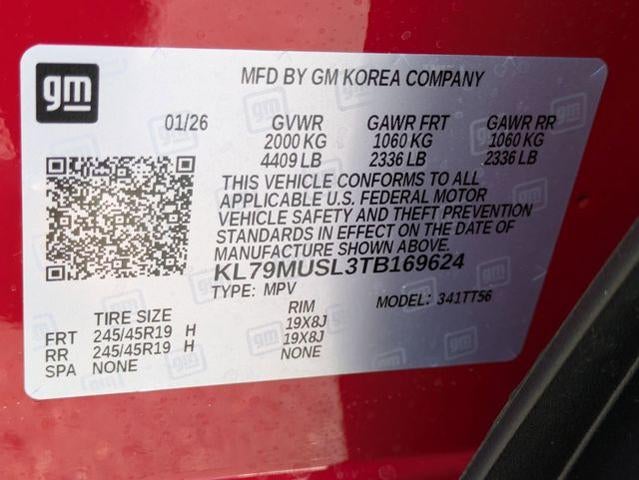 gm
MFD BY GM KOREA COMPANY
01/26 GVWR GAWR FRT GAWR RR
2000 KG 1060 KG 1060 KG
4409 LB 2336 LB 2336 LB
THIS VEHICLE CONFORMS TO ALL
APPLICABLE U.S. FEDERAL MOTOR
VEHICLE SAFETY AND THEFT PREVENTION
STANDARDS IN EFFECT ON THE DATE OF
MANUFACTURE SHOWN ABOVE.
KL79MUSL3TB169624
TYPE: MPV MODEL: 341TT56
TIRE SIZE RIM
FRT 245/45R19 H 19X8J
RR 245/45R19 H 19X8J
SPA NONE NONE